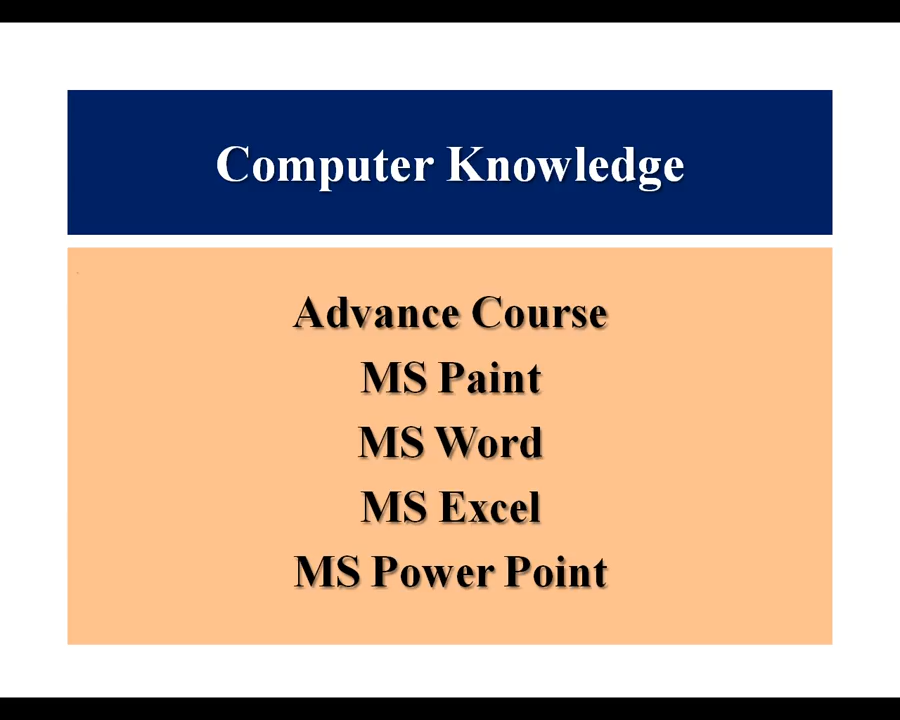 Computer Knowledge
Advance Course
MS Paint
MS Word
MS Excel
MS Power Point